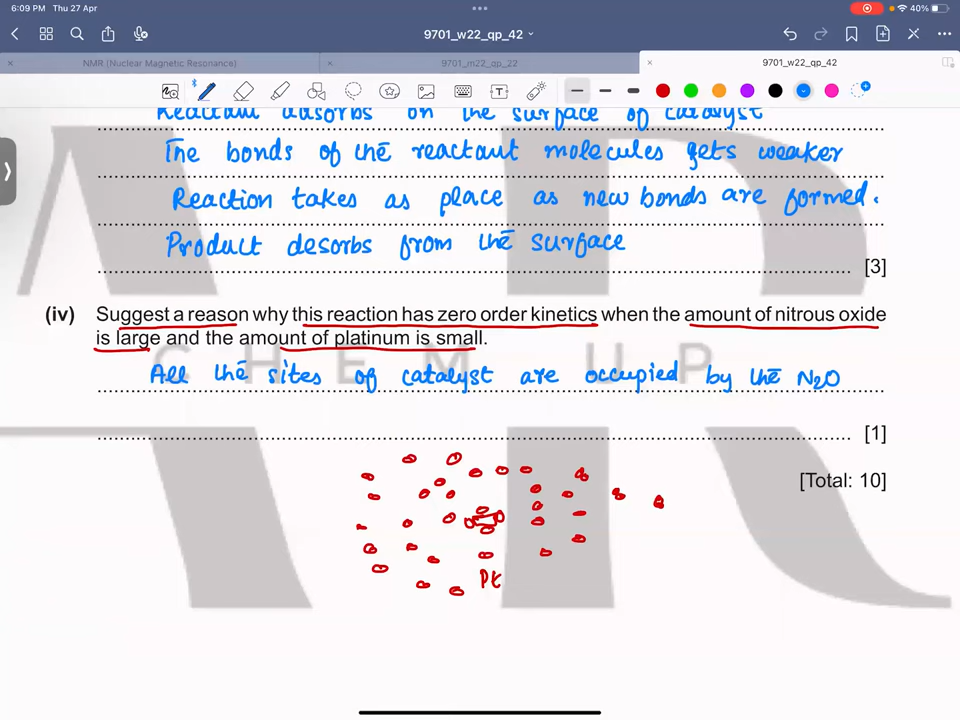 6:09 PM Thu 27 Apr
40%
9701_w22_qp_42
NMR (Nuclear Magnetic Resonance)
9701_m22_qp_22
9701_w22_qp_42
Reactant adsorbs on the surface of catalyst
The bonds of the reactant molecules gets weaker
Reaction takes as place as new bonds are formed.
Product desorbs from the surface
[3]
(iv) Suggest a reason why this reaction has zero order kinetics when the amount of nitrous oxide
is large and the amount of platinum is small.
CHEM UP
All the sites of catalyst are occupied by the N2O
[1]
[Total: 10]
Pt